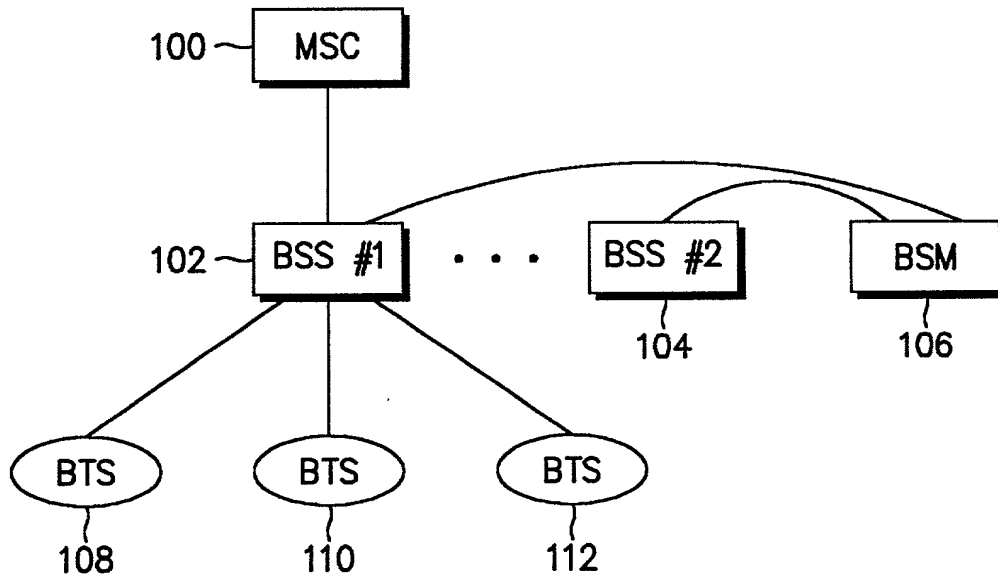 100 MSC
102 BSS #1 . . . BSS #2 BSM
104 106
BTS BTS BTS
108 110 112